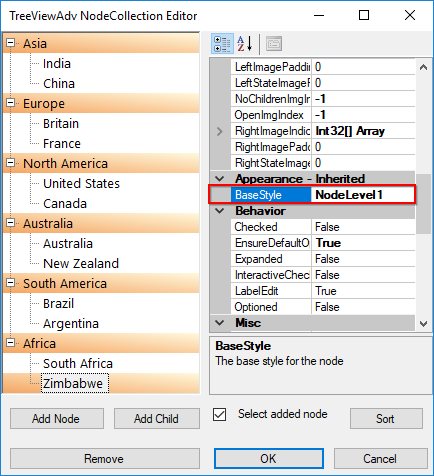 TreeViewAdv NodeCollection Editor
Asia
India
China
Europe
Britain
France
North America
United States
Canada
Australia
Australia
New Zealand
South America
Brazil
Argentina
Africa
South Africa
Zimbabwe
LeftImagePaddin 0
LeftStateImageP 0
NoChildrenImgIn -1
OpenImgIndex -1
RightImageIndic Int32[] Array
RightImagePadd 0
RightStateImage 0
Appearance - Inherited
BaseStyle NodeLevel1
Behavior
Checked False
EnsureDefaultO True
Expanded False
InteractiveChec False
LabelEdit True
Optioned False
Misc
BaseStyle
The base style for the node
Add Node Add Child Select added node Sort
Remove OK Cancel